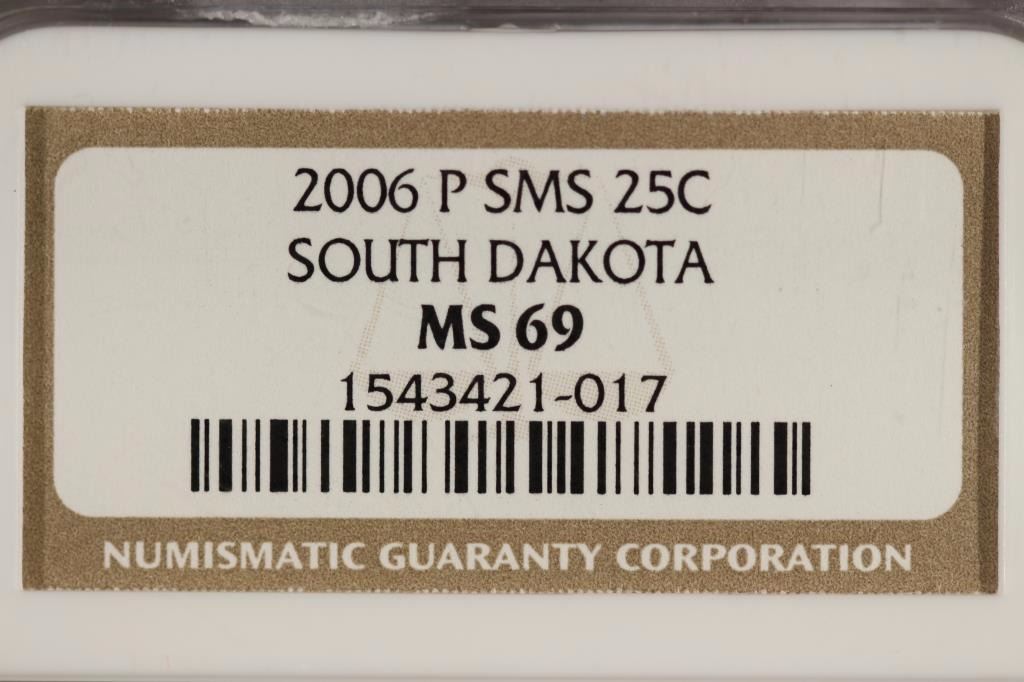 2006 P SMS 25C
SOUTH DAKOTA
MS 69
1543421-017
NUMISMATIC GUARANTY CORPORATION